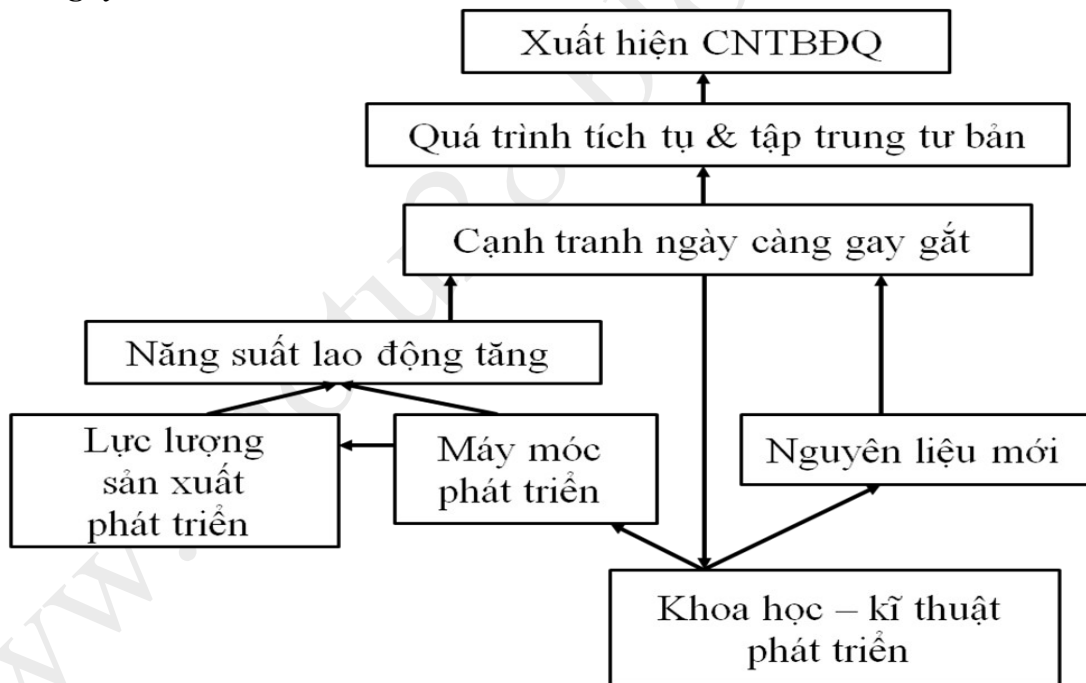 Xuất hiện CNTBĐQ
Quá trình tích tụ & tập trung tư bản
Cạnh tranh ngày càng gay gắt
Năng suất lao động tăng
Lực lượng
sản xuất
phát triển
Máy móc
phát triển
Nguyên liệu mới
Khoa học – kĩ thuật
phát triển